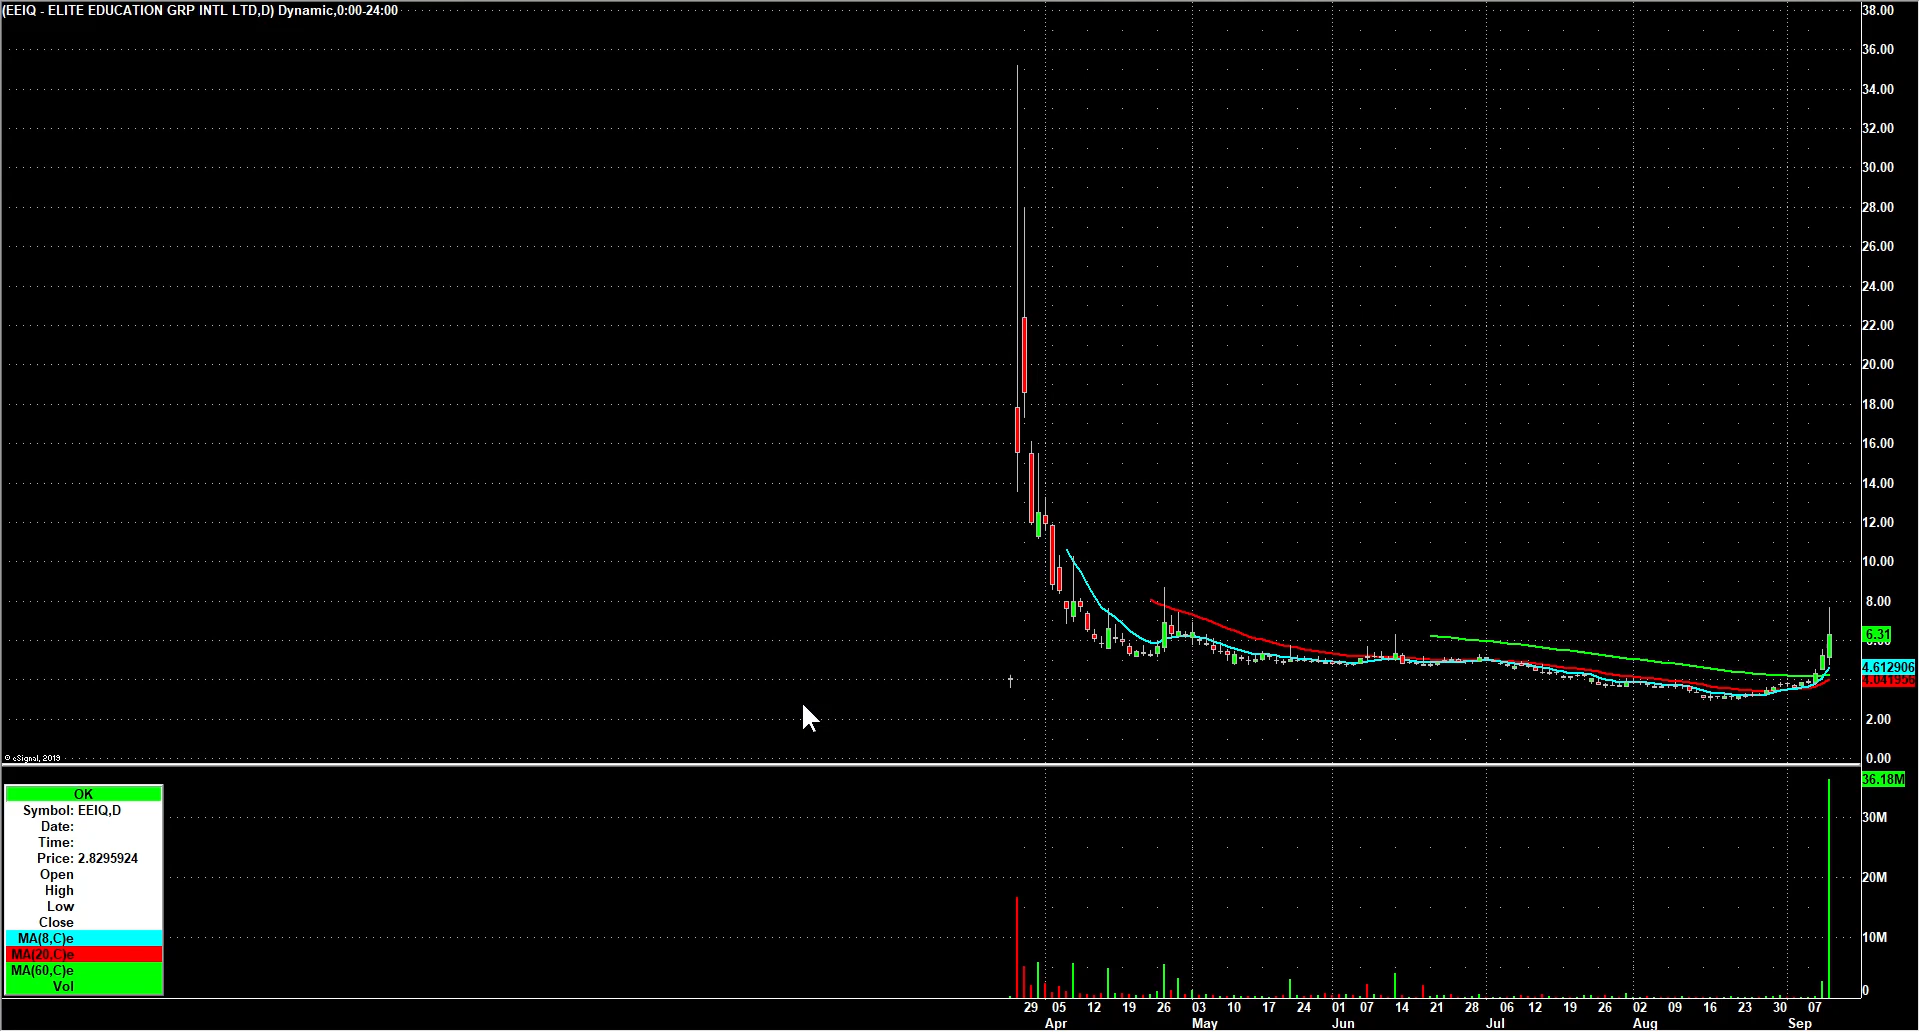 (EEIQ - ELITE EDUCATION GRP INTL LTD,D) Dynamic,0:00-24:00
38.00
36.00
34.00
32.00
30.00
28.00
26.00
24.00
22.00
20.00
18.00
16.00
14.00
12.00
10.00
8.00
6.31
4.612906
4.041956
2.00
0.00
© eSignal, 2019
36.18M
30M
20M
10M
0
OK
Symbol: EEIQ,D
Date:
Time:
Price: 2.8295924
Open
High
Low
Close
MA(8,C)e
MA(20,C)e
MA(60,C)e
Vol
29 05 12 19 26 03 10 17 24 01 07 14 21 28 06 12 19 26 02 09 16 23 30 07
Apr May Jun Jul Aug Sep